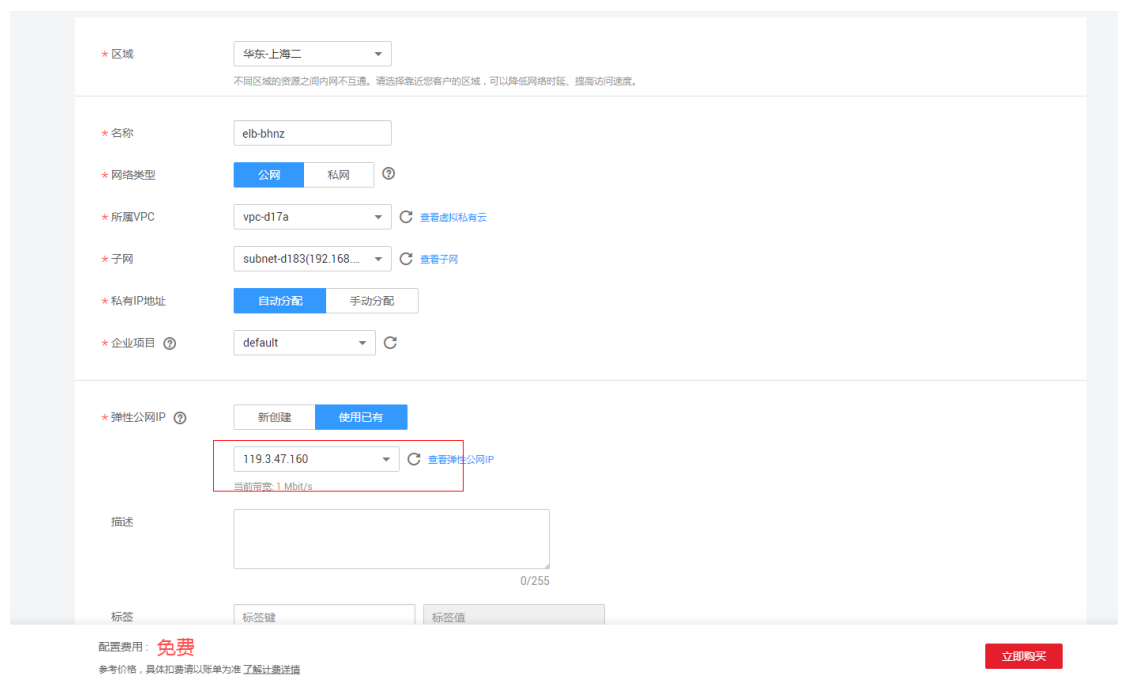 * 区域 华东-上海二
不同区域的资源之间内网不互通。请选择靠近您客户的区域，可以降低网络时延、提高访问速度。
* 名称 elb-bhnz
* 网络类型 公网 私网 ?
* 所属VPC vpc-d17a 查看虚拟私有云
* 子网 subnet-d183(192.168.... 查看子网
* 私有IP地址 自动分配 手动分配
* 企业项目 ? default
* 弹性公网IP ? 新创建 使用已有
119.3.47.160 查看弹性公网IP
当前带宽: 1 Mbit/s
描述
0/255
标签 标签键 标签值
配置费用： 免费
立即购买
参考价格，具体扣费请以账单为准 了解计费详情